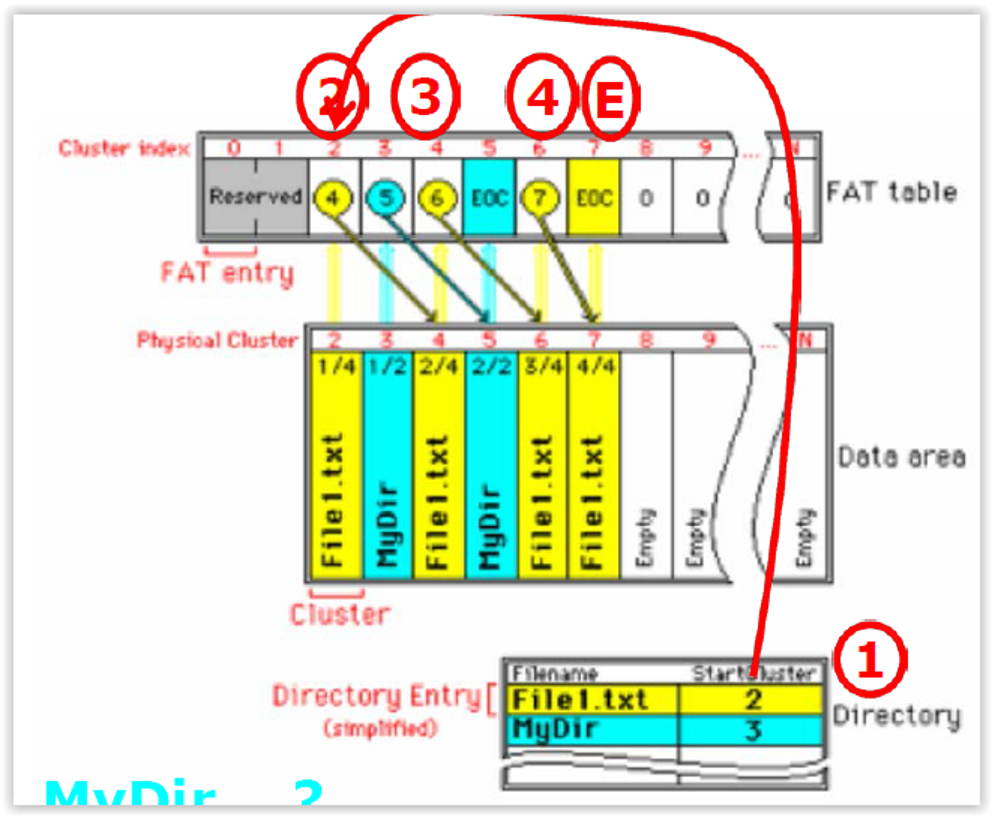 2 3 4 E
Cluster index 0 1 2 3 4 5 6 7 8 9 ... N
Reserved 4 5 6 EOC 7 EOC 0 0 0 FAT table
FAT entry
Physical Cluster 2 3 4 5 6 7 8 9 ... N
1/4 1/2 2/4 2/2 3/4 4/4
File1.txt MyDir File1.txt MyDir File1.txt File1.txt Empty Empty Empty Data area
Cluster
1
Filename StartCluster
Directory Entry File1.txt 2
(simplified) MyDir 3 Directory
MyDir ?